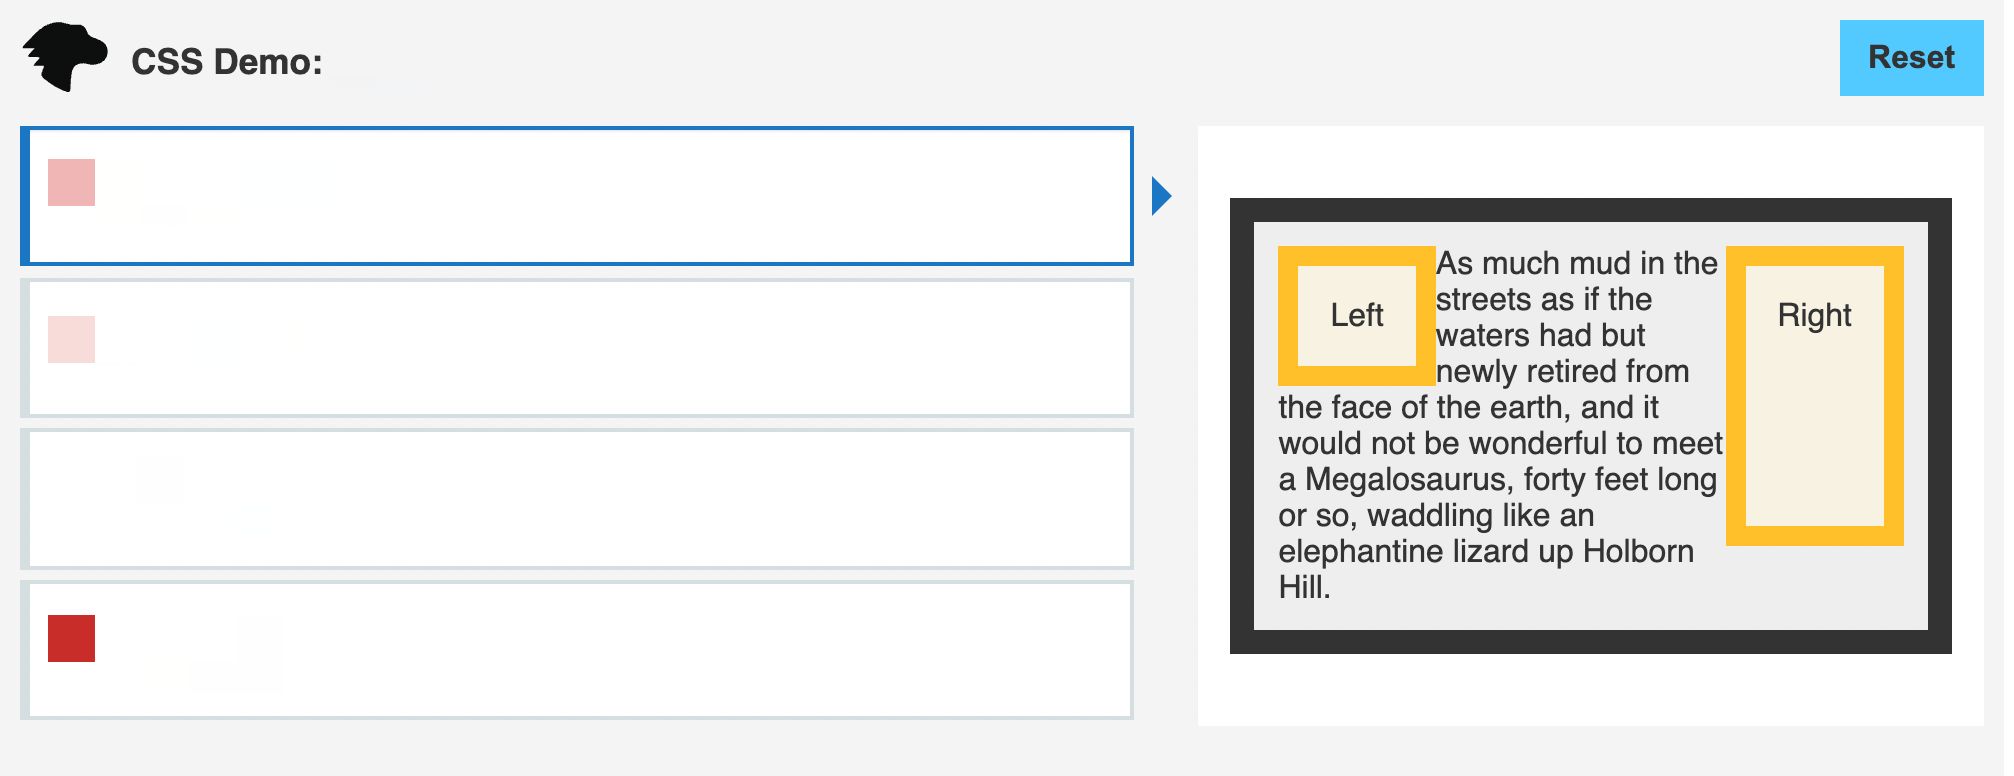 CSS Demo:
Reset
Left
As much mud in the
streets as if the
waters had but
newly retired from
the face of the earth, and it
would not be wonderful to meet
a Megalosaurus, forty feet long
or so, waddling like an
elephantine lizard up Holborn
Hill.
Right